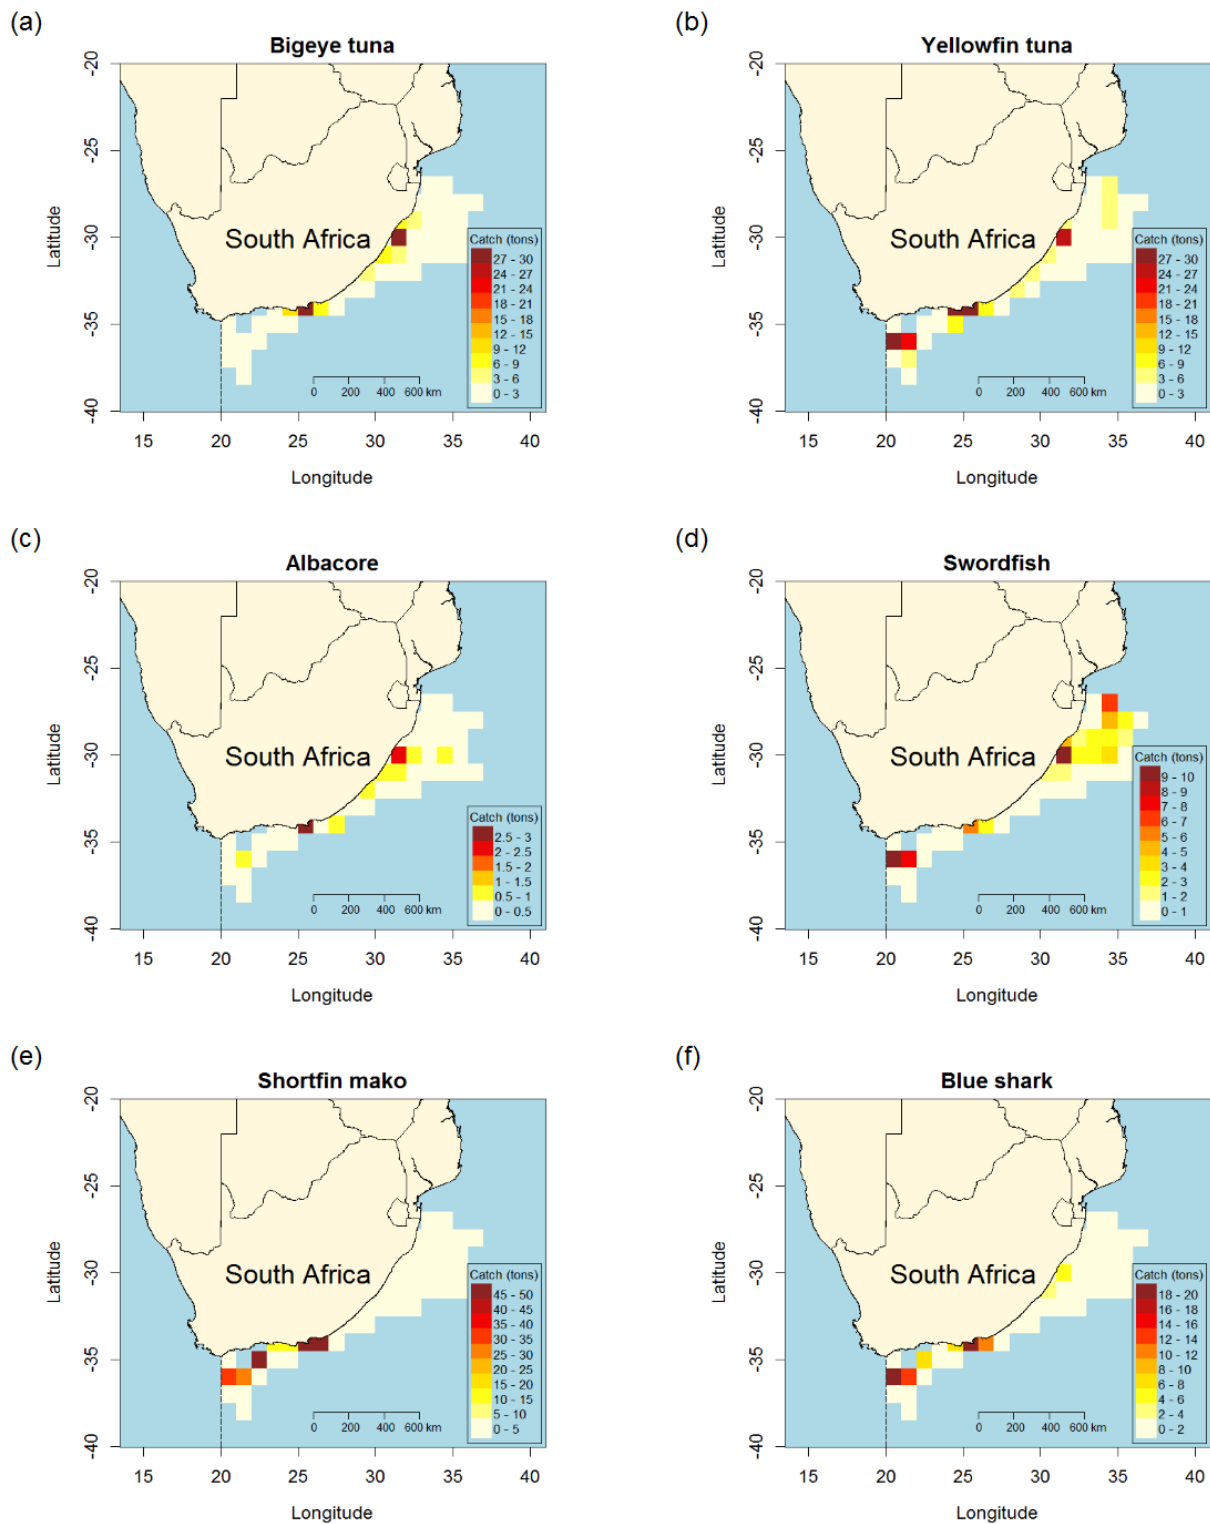 (a)
Bigeye tuna
-20
-25
-30
-35
-40
Latitude
South Africa
Catch (tons)
27 - 30
24 - 27
21 - 24
18 - 21
15 - 18
12 - 15
9 - 12
6 - 9
3 - 6
0 - 3
0 200 400 600 km
15 20 25 30 35 40
Longitude
(b)
Yellowfin tuna
-20
-25
-30
-35
-40
Latitude
South Africa
Catch (tons)
27 - 30
24 - 27
21 - 24
18 - 21
15 - 18
12 - 15
9 - 12
6 - 9
3 - 6
0 - 3
0 200 400 600 km
15 20 25 30 35 40
Longitude
(c)
Albacore
-20
-25
-30
-35
-40
Latitude
South Africa
Catch (tons)
2.5 - 3
2 - 2.5
1.5 - 2
1 - 1.5
0.5 - 1
0 - 0.5
0 200 400 600 km
15 20 25 30 35 40
Longitude
(d)
Swordfish
-20
-25
-30
-35
-40
Latitude
South Africa
Catch (tons)
9 - 10
8 - 9
7 - 8
6 - 7
5 - 6
4 - 5
3 - 4
2 - 3
1 - 2
0 - 1
0 200 400 600 km
15 20 25 30 35 40
Longitude
(e)
Shortfin mako
-20
-25
-30
-35
-40
Latitude
South Africa
Catch (tons)
45 - 50
40 - 45
35 - 40
30 - 35
25 - 30
20 - 25
15 - 20
10 - 15
5 - 10
0 - 5
0 200 400 600 km
15 20 25 30 35 40
Longitude
(f)
Blue shark
-20
-25
-30
-35
-40
Latitude
South Africa
Catch (tons)
18 - 20
16 - 18
14 - 16
12 - 14
10 - 12
8 - 10
6 - 8
4 - 6
2 - 4
0 - 2
0 200 400 600 km
15 20 25 30 35 40
Longitude